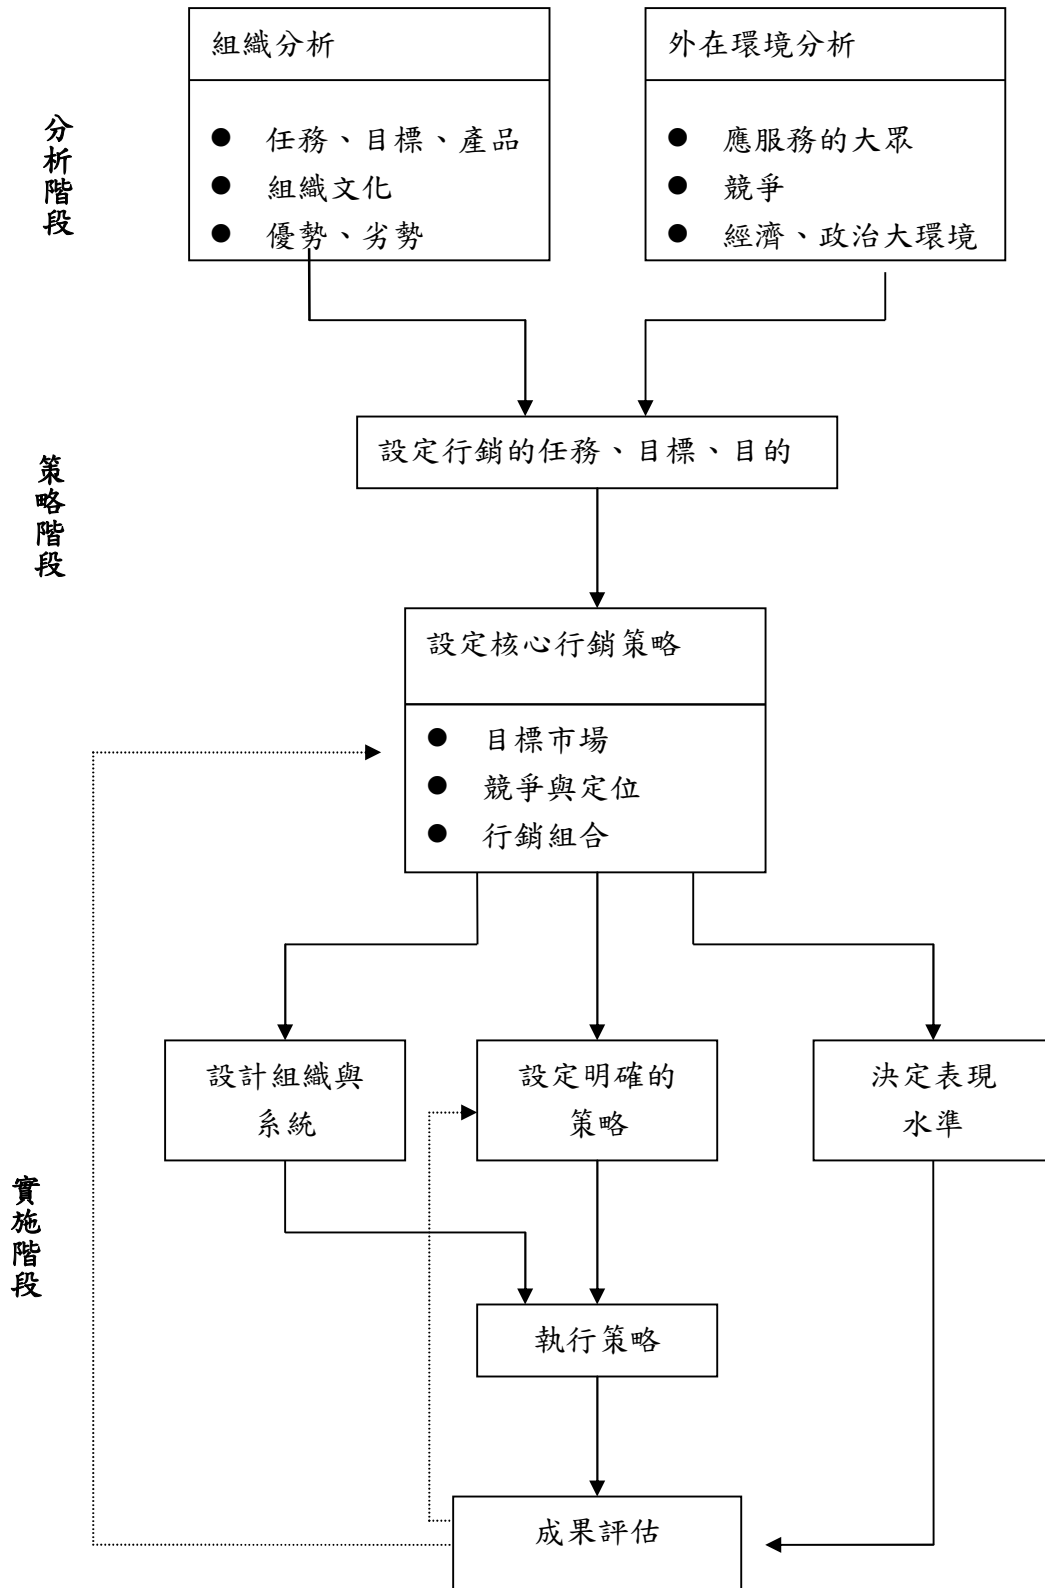 組織分析
外在環境分析
分析階段
● 任務、目標、產品
● 組織文化
● 優勢、劣勢
● 應服務的大眾
● 競爭
● 經濟、政治大環境
策略階段
設定行銷的任務、目標、目的
設定核心行銷策略
● 目標市場
● 競爭與定位
● 行銷組合
實施階段
設計組織與
系統
設定明確的
策略
決定表現
水準
執行策略
成果評估